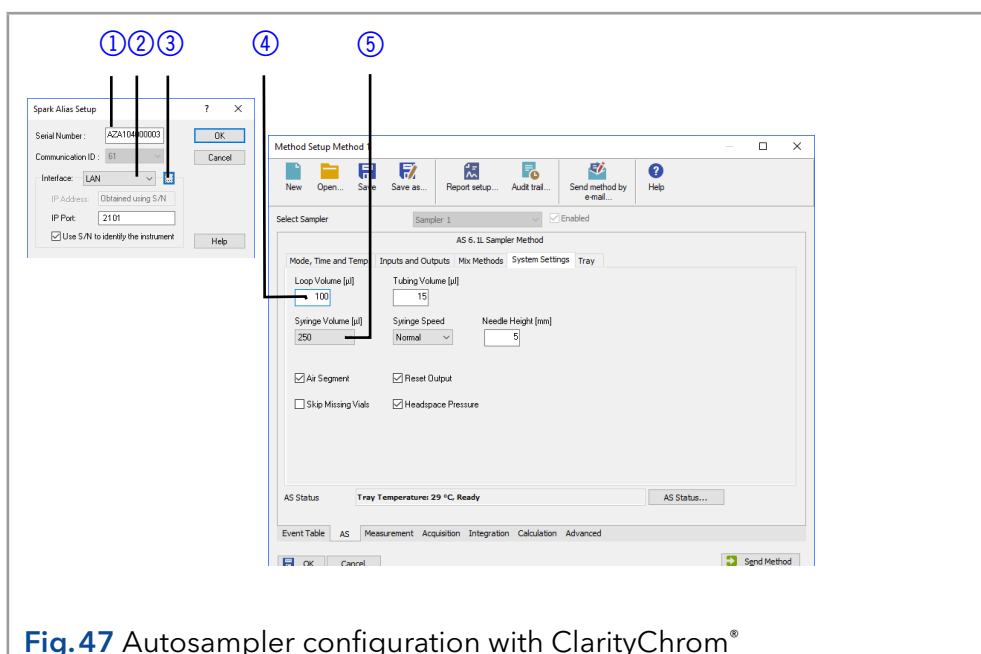 ① ② ③ ④ ⑤
Spark Alias Setup ? X
Serial Number : AZA104000003 OK
Communication ID : 61 Cancel
Interface: LAN ...
IP Address: Obtained using S/N
IP Port: 2101
Use S/N to identify the instrument Help
Method Setup Method 1
New Open... Save Save as... Report setup... Audit trail... Send method by e-mail... Help
Select Sampler Sampler 1 Enabled
AS 6.1L Sampler Method
Mode, Time and Temp Inputs and Outputs Mix Methods System Settings Tray
Loop Volume [µl] Tubing Volume [µl]
100 15
Syringe Volume [µl] Syringe Speed Needle Height [mm]
250 Normal 5
Air Segment Reset Output
Skip Missing Vials Headspace Pressure
AS Status Tray Temperature: 29 °C, Ready AS Status...
Event Table AS Measurement Acquisition Integration Calculation Advanced
OK Cancel Send Method
Fig. 47 Autosampler configuration with ClarityChrom®